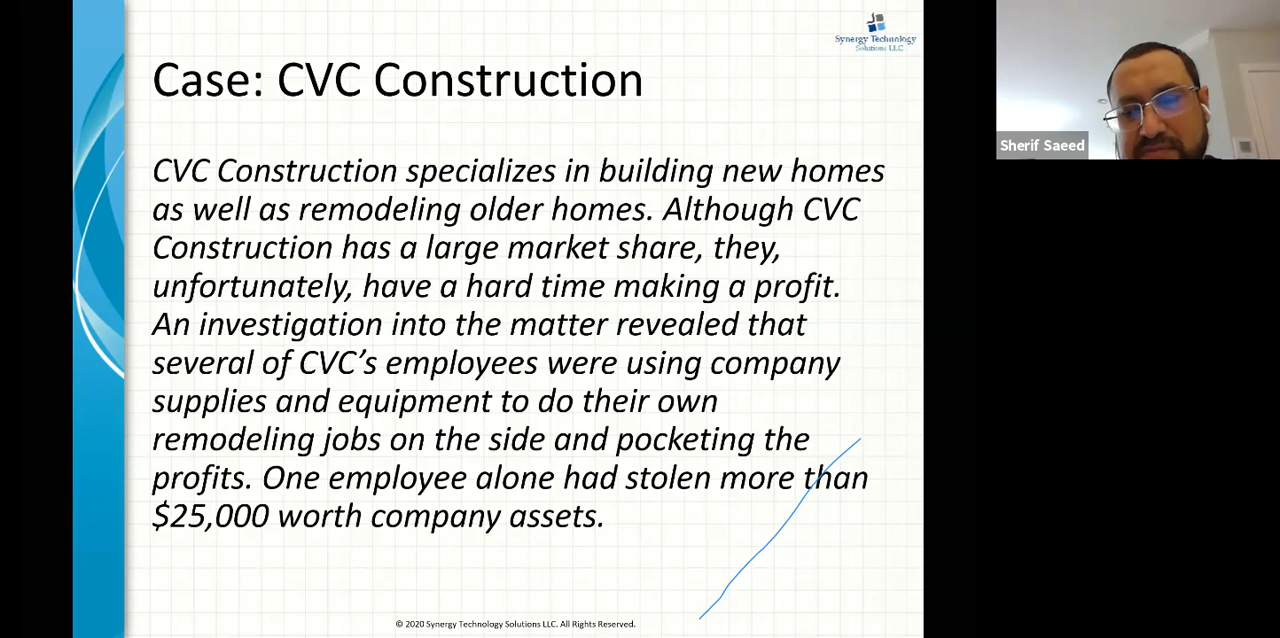 Synergy Technology
Solutions LLC
Case: CVC Construction
CVC Construction specializes in building new homes
as well as remodeling older homes. Although CVC
Construction has a large market share, they,
unfortunately, have a hard time making a profit.
An investigation into the matter revealed that
several of CVC’s employees were using company
supplies and equipment to do their own
remodeling jobs on the side and pocketing the
profits. One employee alone had stolen more than
$25,000 worth company assets.
© 2020 Synergy Technology Solutions LLC. All Rights Reserved.
Sherif Saeed